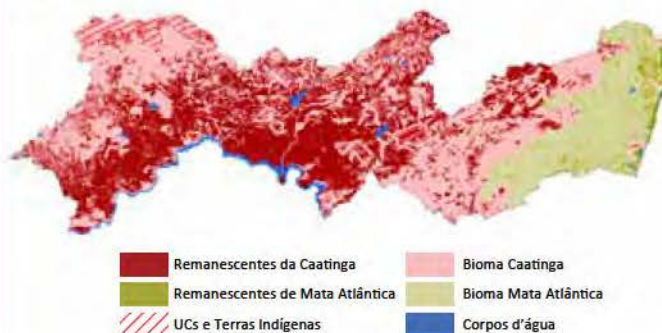 Remanescentes da Caatinga
Bioma Caatinga
Remanescentes de Mata Atlântica
Bioma Mata Atlântica
UCs e Terras Indígenas
Corpos d'água